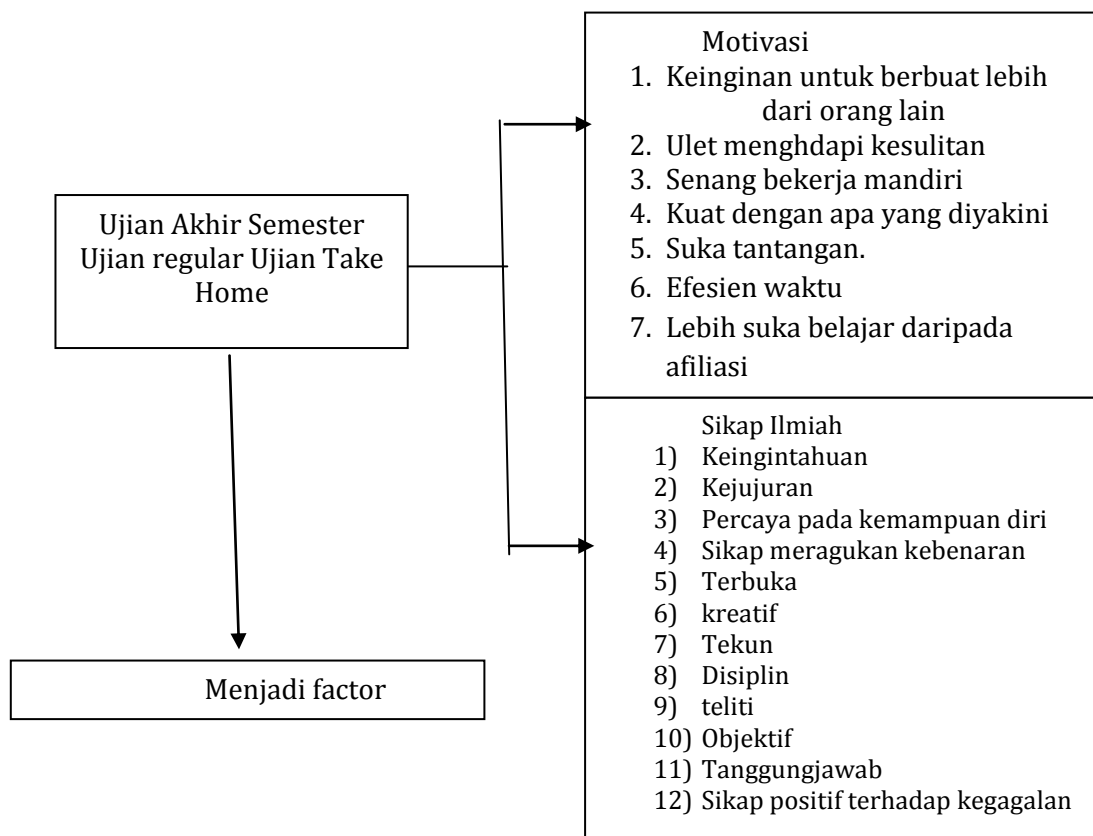 Motivasi
1. Keinginan untuk berbuat lebih
dari orang lain
2. Ulet menghdapi kesulitan
3. Senang bekerja mandiri
4. Kuat dengan apa yang diyakini
5. Suka tantangan.
6. Efesien waktu
7. Lebih suka belajar daripada
afiliasi
Ujian Akhir Semester
Ujian regular Ujian Take
Home
Sikap Ilmiah
1) Keingintahuan
2) Kejujuran
3) Percaya pada kemampuan diri
4) Sikap meragukan kebenaran
5) Terbuka
6) kreatif
7) Tekun
8) Disiplin
9) teliti
10) Objektif
11) Tanggungjawab
12) Sikap positif terhadap kegagalan
Menjadi factor